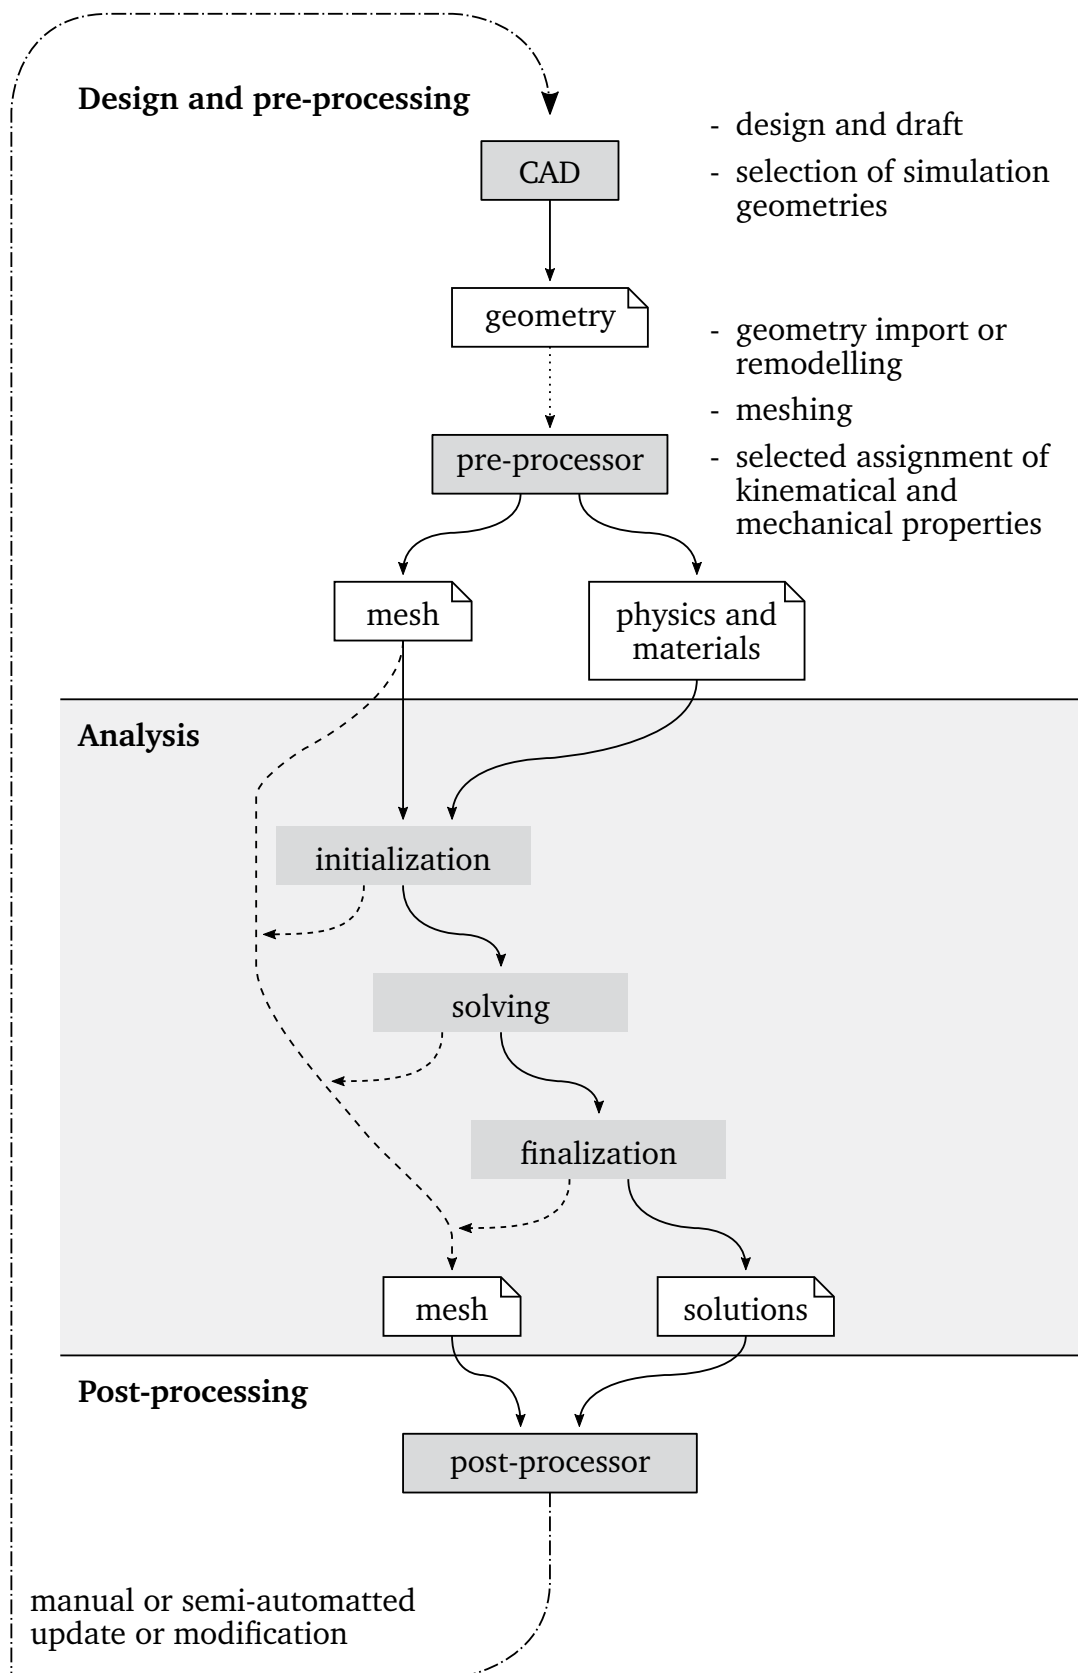 Design and pre-processing
- design and draft
CAD
- selection of simulation
geometries
geometry
- geometry import or
remodelling
- meshing
pre-processor
- selected assignment of
kinematical and
mechanical properties
mesh
physics and
materials
Analysis
initialization
solving
finalization
mesh
solutions
Post-processing
post-processor
manual or semi-automatted
update or modification